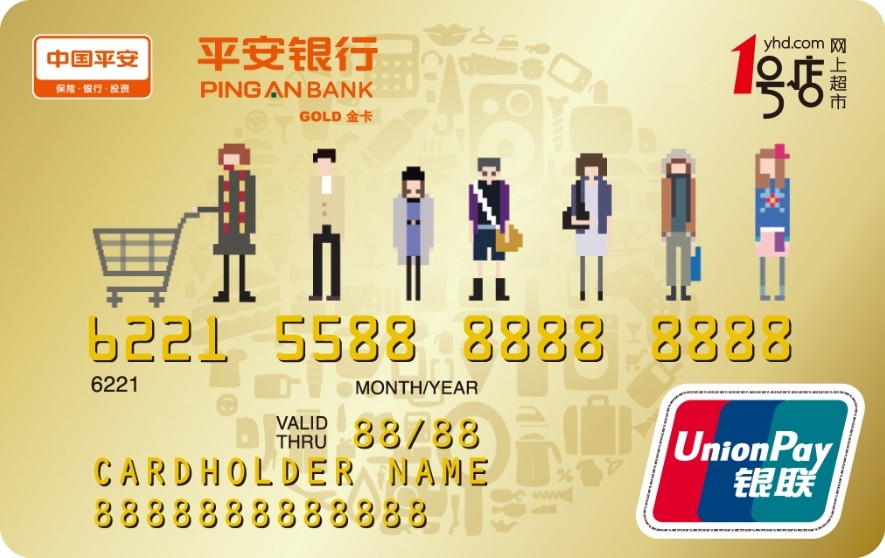 中国平安
保险·银行·投资
平安银行
PING AN BANK
GOLD 金卡
yhd.com
1号店
网上超市
6221 5588 8888 8888
6221
MONTH/YEAR
VALID THRU 88/88
CARDHOLDER NAME
8888888888888
UnionPay
银联